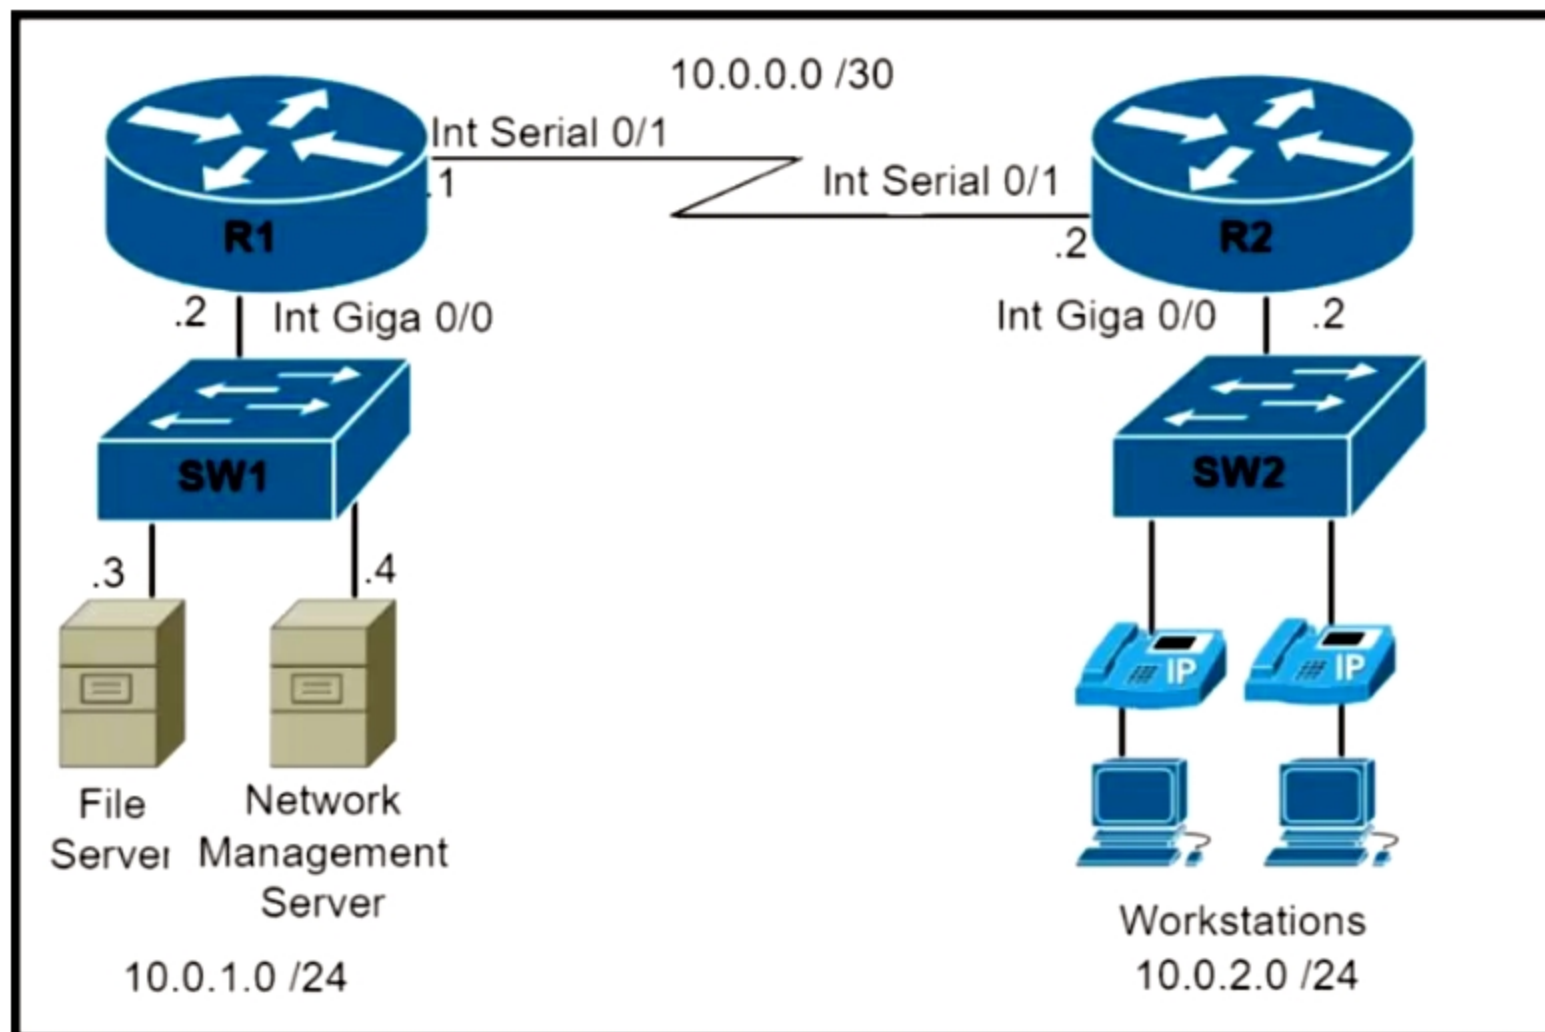 10.0.0.0 /30
Int Serial 0/1
.1
Int Serial 0/1
.2
R1
R2
.2
Int Giga 0/0
Int Giga 0/0
.2
SW1
SW2
.3
.4
IP
IP
File
Server
Network
Management
Server
10.0.1.0 /24
Workstations
10.0.2.0 /24